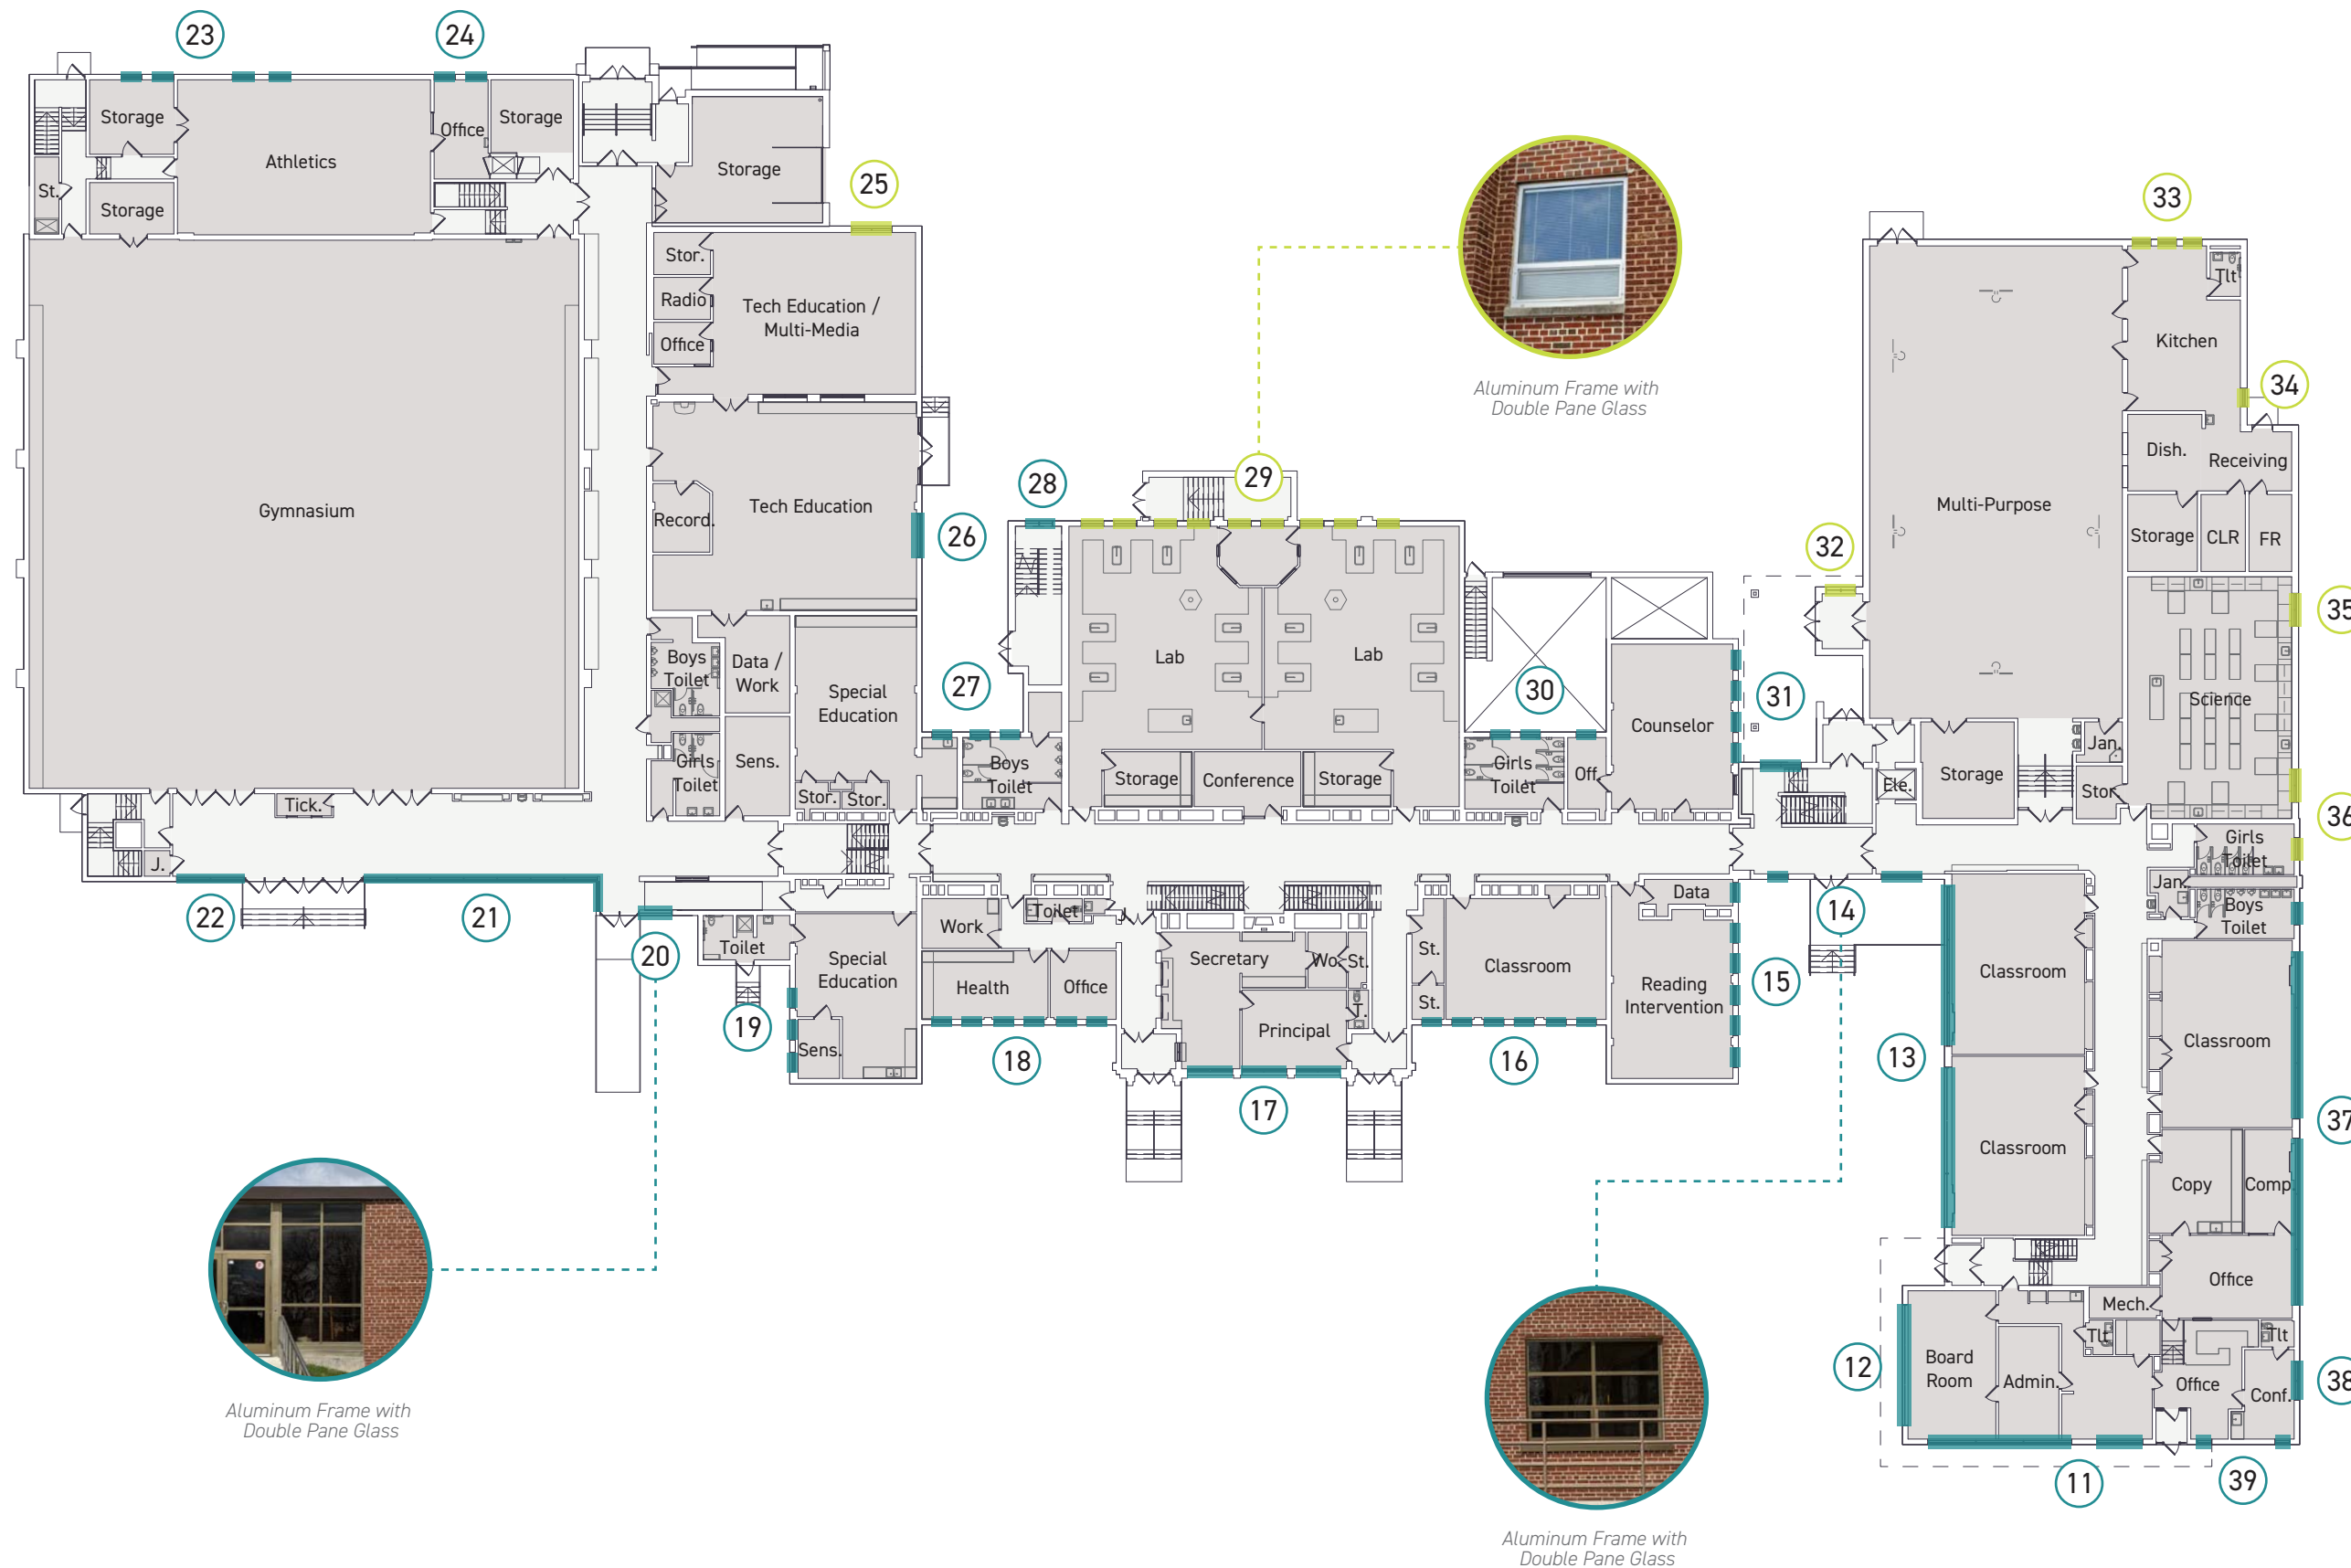 23
24
Storage
Office
Storage
Athletics
Storage
St.
Storage
25
33
Stor.
Radio
Tech Education /
Multi-Media
Office
Tlt
Kitchen
Aluminum Frame with
Double Pane Glass
34
Dish.
Receiving
28
29
Gymnasium
Record.
Tech Education
26
Multi-Purpose
Storage
CLR
FR
32
35
Boys
Toilet
Data /
Work
Special
Education
27
Lab
Lab
30
31
Counselor
Science
Girls
Toilet
Sens.
Boys
Toilet
Storage
Conference
Storage
Girls
Toilet
Off.
Jan.
Storage
Ele.
Stor.
Stor.
Stor.
Tick.
36
J.
Girls
Toilet
Jan.
Boys
Toilet
22
21
20
Toilet
Work
Toilet
J.
Data
14
Special
Education
Secretary
Wo.
St.
St.
Classroom
Classroom
Health
Office
Reading
Intervention
15
19
St.
T.
Principal
Sens.
18
16
13
Classroom
17
37
Classroom
Copy
Comp
Office
Mech.
Tlt
Tlt
12
Board
Room
Admin.
Office
Conf.
38
Aluminum Frame with
Double Pane Glass
11
39
Aluminum Frame with
Double Pane Glass